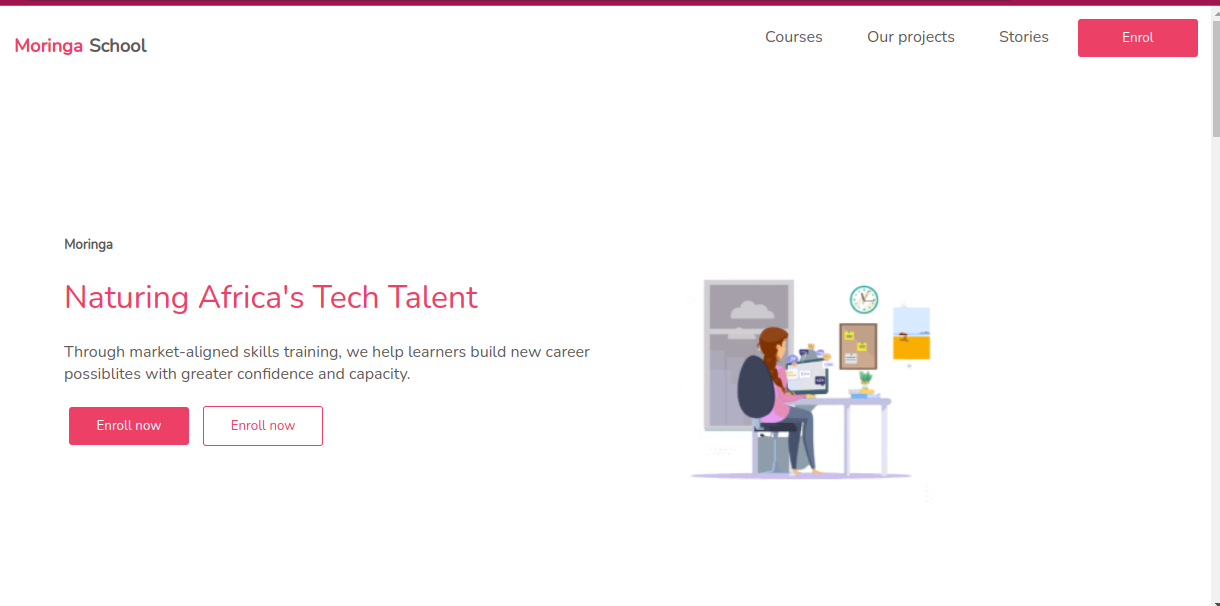 Moringa School
Courses
Our projects
Stories
Enrol
Moringa
Naturing Africa's Tech Talent
Through market-aligned skills training, we help learners build new career
possiblites with greater confidence and capacity.
Enroll now
Enroll now